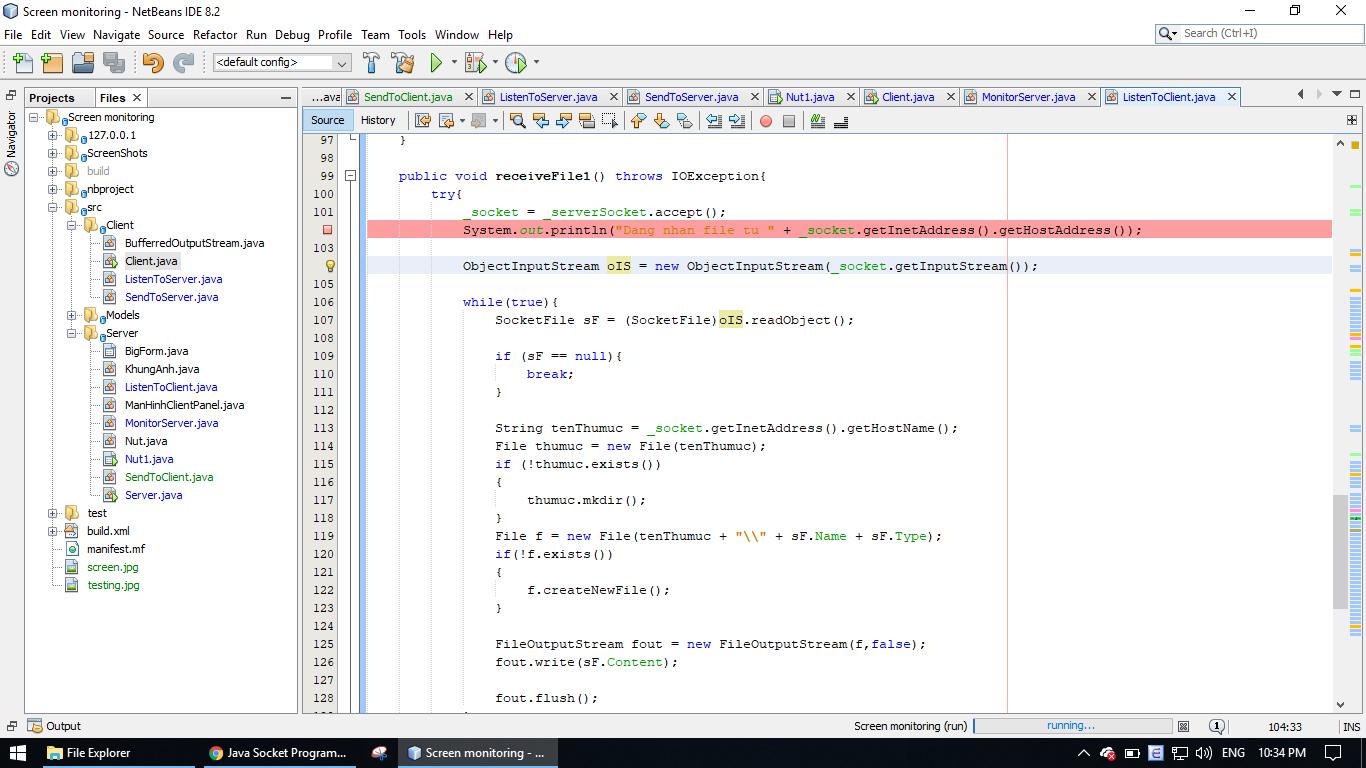 Screen monitoring - NetBeans IDE 8.2
File Edit View Navigate Source Refactor Run Debug Profile Team Tools Window Help
Search (Ctrl+I)
<default config>
Projects
Files
...ava
SendToClient.java
ListenToServer.java
SendToServer.java
Nut1.java
Client.java
MonitorServer.java
ListenToClient.java
Navigator
Source
History
Screen monitoring
127.0.0.1
ScreenShots
build
nbproject
src
Client
BufferredOutputStream.java
Client.java
ListenToServer.java
SendToServer.java
Models
Server
BigForm.java
KhungAnh.java
ListenToClient.java
ManHinhClientPanel.java
MonitorServer.java
Nut.java
Nut1.java
SendToClient.java
Server.java
test
build.xml
manifest.mf
screen.jpg
testing.jpg
97 }
98
99 public void receiveFile1() throws IOException{
100 try{
101 _socket = _serverSocket.accept();
System.out.println("Dang nhan file tu " + _socket.getInetAddress().getHostAddress());
103
ObjectInputStream oIS = new ObjectInputStream(_socket.getInputStream());
105
106 while(true){
107 SocketFile sF = (SocketFile)oIS.readObject();
108
109 if (sF == null){
110 break;
111 }
112
113 String tenThumuc = _socket.getInetAddress().getHostName();
114 File thumuc = new File(tenThumuc);
115 if (!thumuc.exists())
116 {
117 thumuc.mkdir();
118 }
119 File f = new File(tenThumuc + "\\" + sF.Name + sF.Type);
120 if(!f.exists())
121 {
122 f.createNewFile();
123 }
124
125 FileOutputStream fout = new FileOutputStream(f,false);
126 fout.write(sF.Content);
127
128 fout.flush();
Output
Screen monitoring (run)
running...
1
104:33
INS
File Explorer
Java Socket Program...
Screen monitoring - ...
ENG
10:34 PM